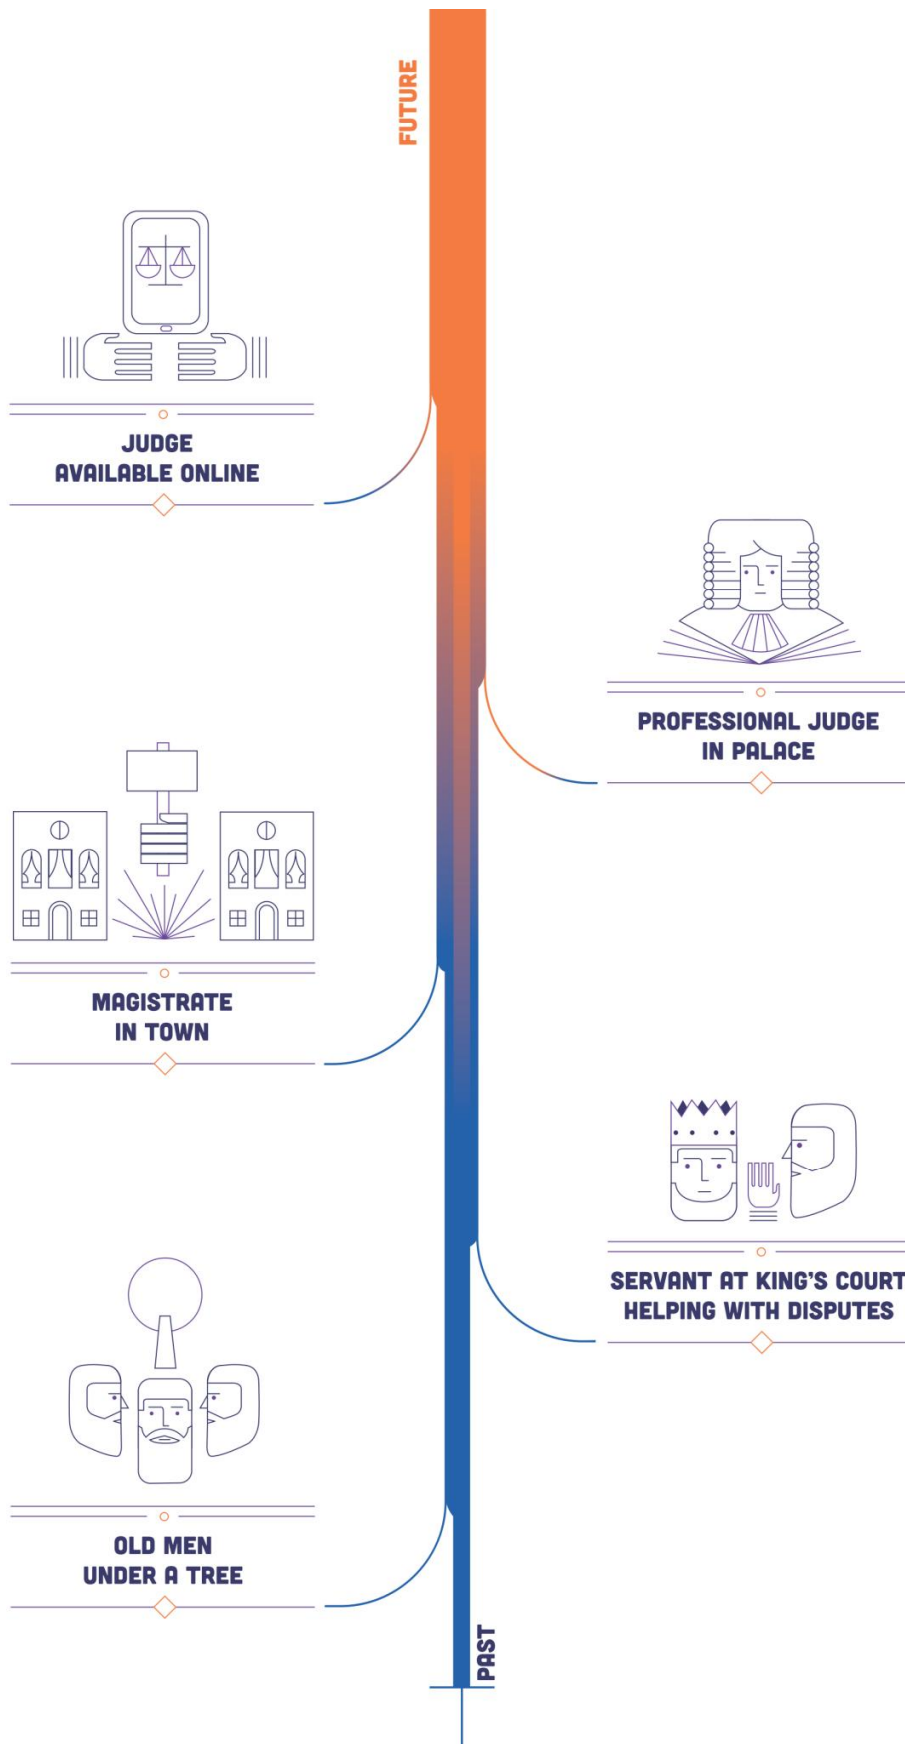 FUTURE
JUDGE
AVAILABLE ONLINE
PROFESSIONAL JUDGE
IN PALACE
MAGISTRATE
IN TOWN
SERVANT AT KING'S COURT
HELPING WITH DISPUTES
OLD MEN
UNDER A TREE
PAST